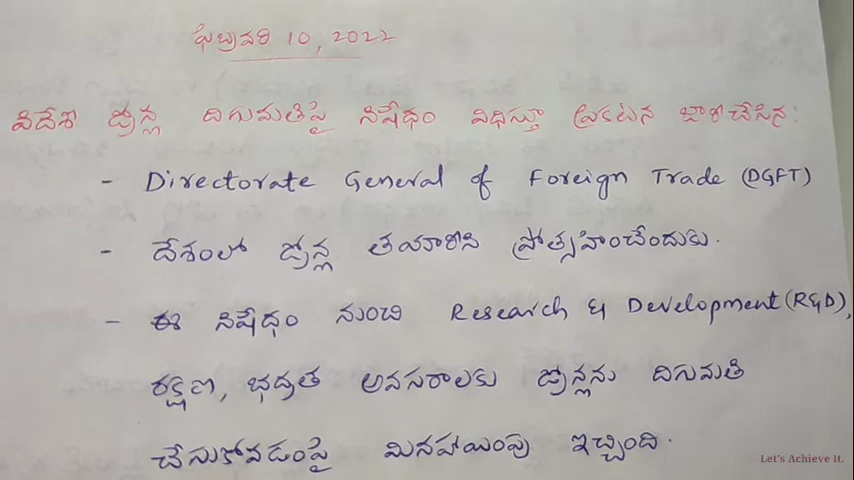 ఫిబ్రవరి 10, 2022
విదేశీ డ్రోన్ల దిగుమతిపై నిషేధం విధిస్తూ ప్రకటన జారీచేసిన:
- Directorate General of Foreign Trade (DGFT)
- దేశంలో డ్రోన్ల తయారీని ప్రోత్సహించేందుకు.
- ఈ నిషేధం నుంచి Research & Development (R&D),
రక్షణ, భద్రత అవసరాలకు డ్రోన్లను దిగుమతి
చేసుకోవడంపై మినహాయింపు ఇచ్చింది.
Let's Achieve It.